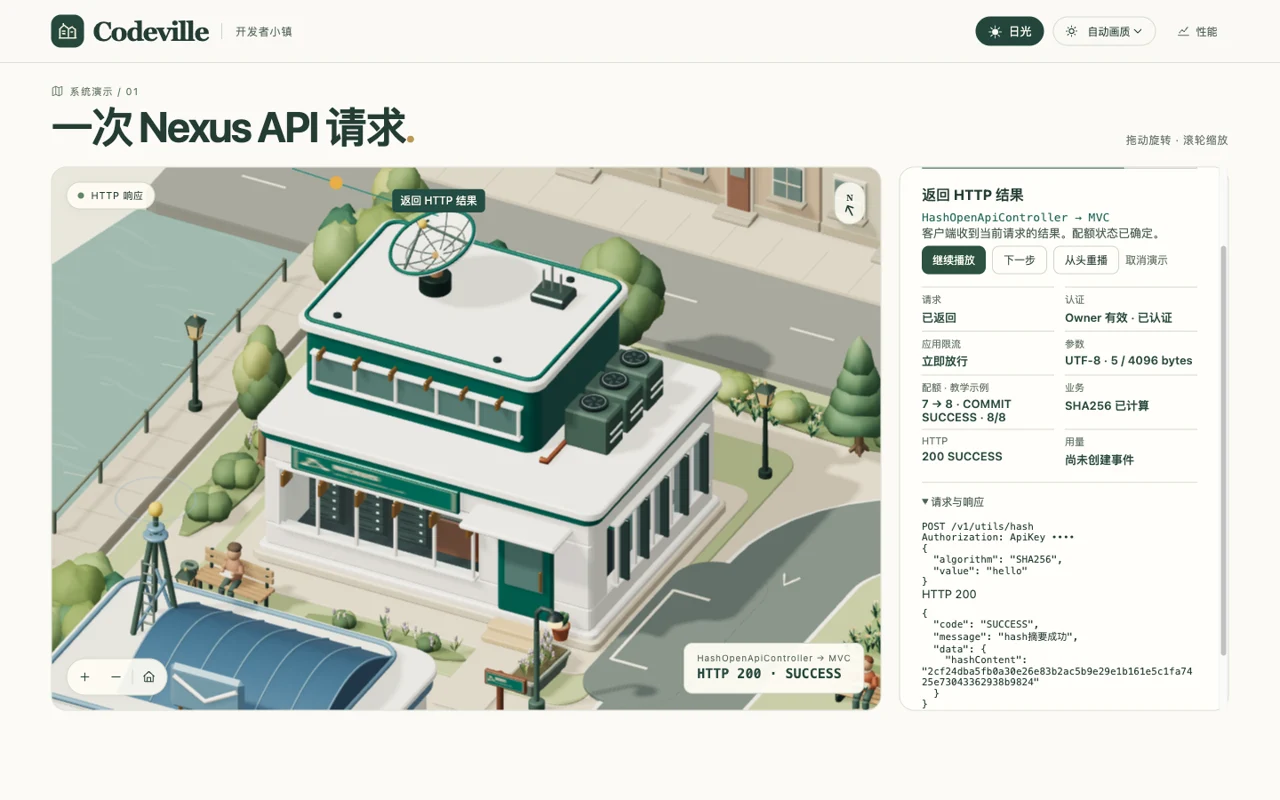 Codeville
开发者小镇
日光
自动画质
性能
系统演示 / 01
一次 Nexus API 请求.
拖动旋转 · 滚轮缩放
HTTP 响应
返回 HTTP 结果
N
HashOpenApiController → MVC
HTTP 200 · SUCCESS
返回 HTTP 结果
HashOpenApiController → MVC
客户端收到当前请求的结果。配额状态已确定。
继续播放
下一步
从头重播
取消演示
请求
已返回
认证
Owner 有效 · 已认证
应用限流
立即放行
参数
UTF-8 · 5 / 4096 bytes
配额 · 教学示例
7 → 8 · COMMIT
SUCCESS · 8/8
业务
SHA256 已计算
HTTP
200 SUCCESS
用量
尚未创建事件
▼请求与响应
POST /v1/utils/hash
Authorization: ApiKey ••••
{
"algorithm": "SHA256",
"value": "hello"
}
HTTP 200
{
"code": "SUCCESS",
"message": "hash摘要成功",
"data": {
"hashContent":
"2cf24dba5fb0a30e26e83b2ac5b9e29e1b161e5c1fa74
25e73043362938b9824"
}
}